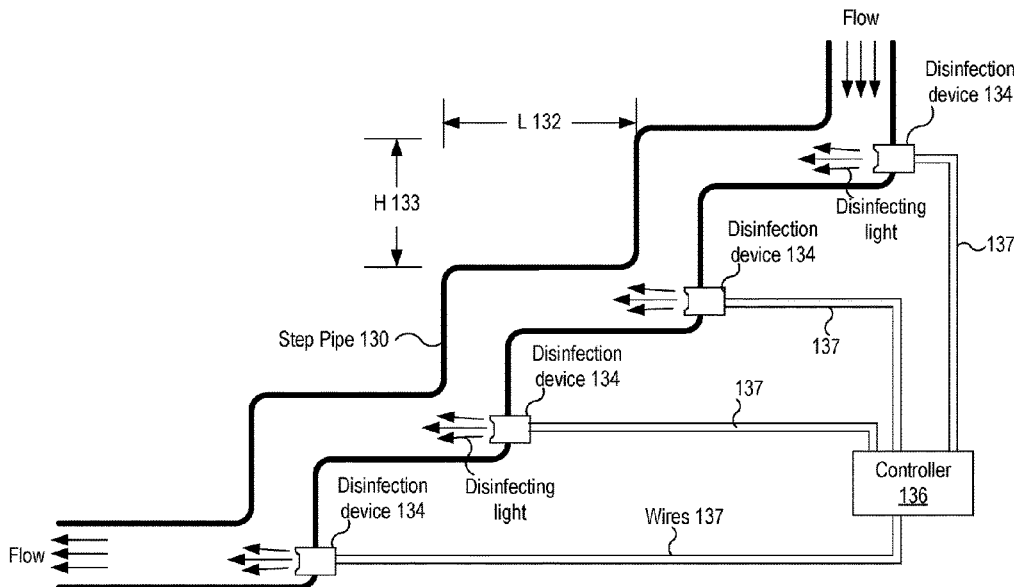 Flow
Disinfection
device 134
L 132
H 133
Disinfecting
light
137
Disinfection
device 134
Step Pipe 130
137
Disinfection
device 134
137
Controller
136
Disinfecting
light
Disinfection
device 134
Wires 137
Flow